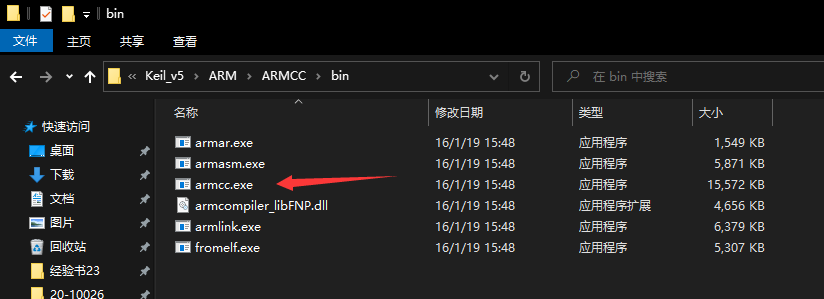 bin
文件 主页 共享 查看
« Keil_v5 > ARM > ARMCC > bin 在 bin 中搜索
名称 修改日期 类型 大小
快速访问
桌面
下载
文档
图片
回收站
经验书23
20-10026
armar.exe 16/1/19 15:48 应用程序 1,549 KB
armasm.exe 16/1/19 15:48 应用程序 5,871 KB
armcc.exe 16/1/19 15:48 应用程序 15,572 KB
armcompiler_libFNP.dll 16/1/19 15:48 应用程序扩展 4,656 KB
armlink.exe 16/1/19 15:48 应用程序 6,379 KB
fromelf.exe 16/1/19 15:48 应用程序 5,307 KB